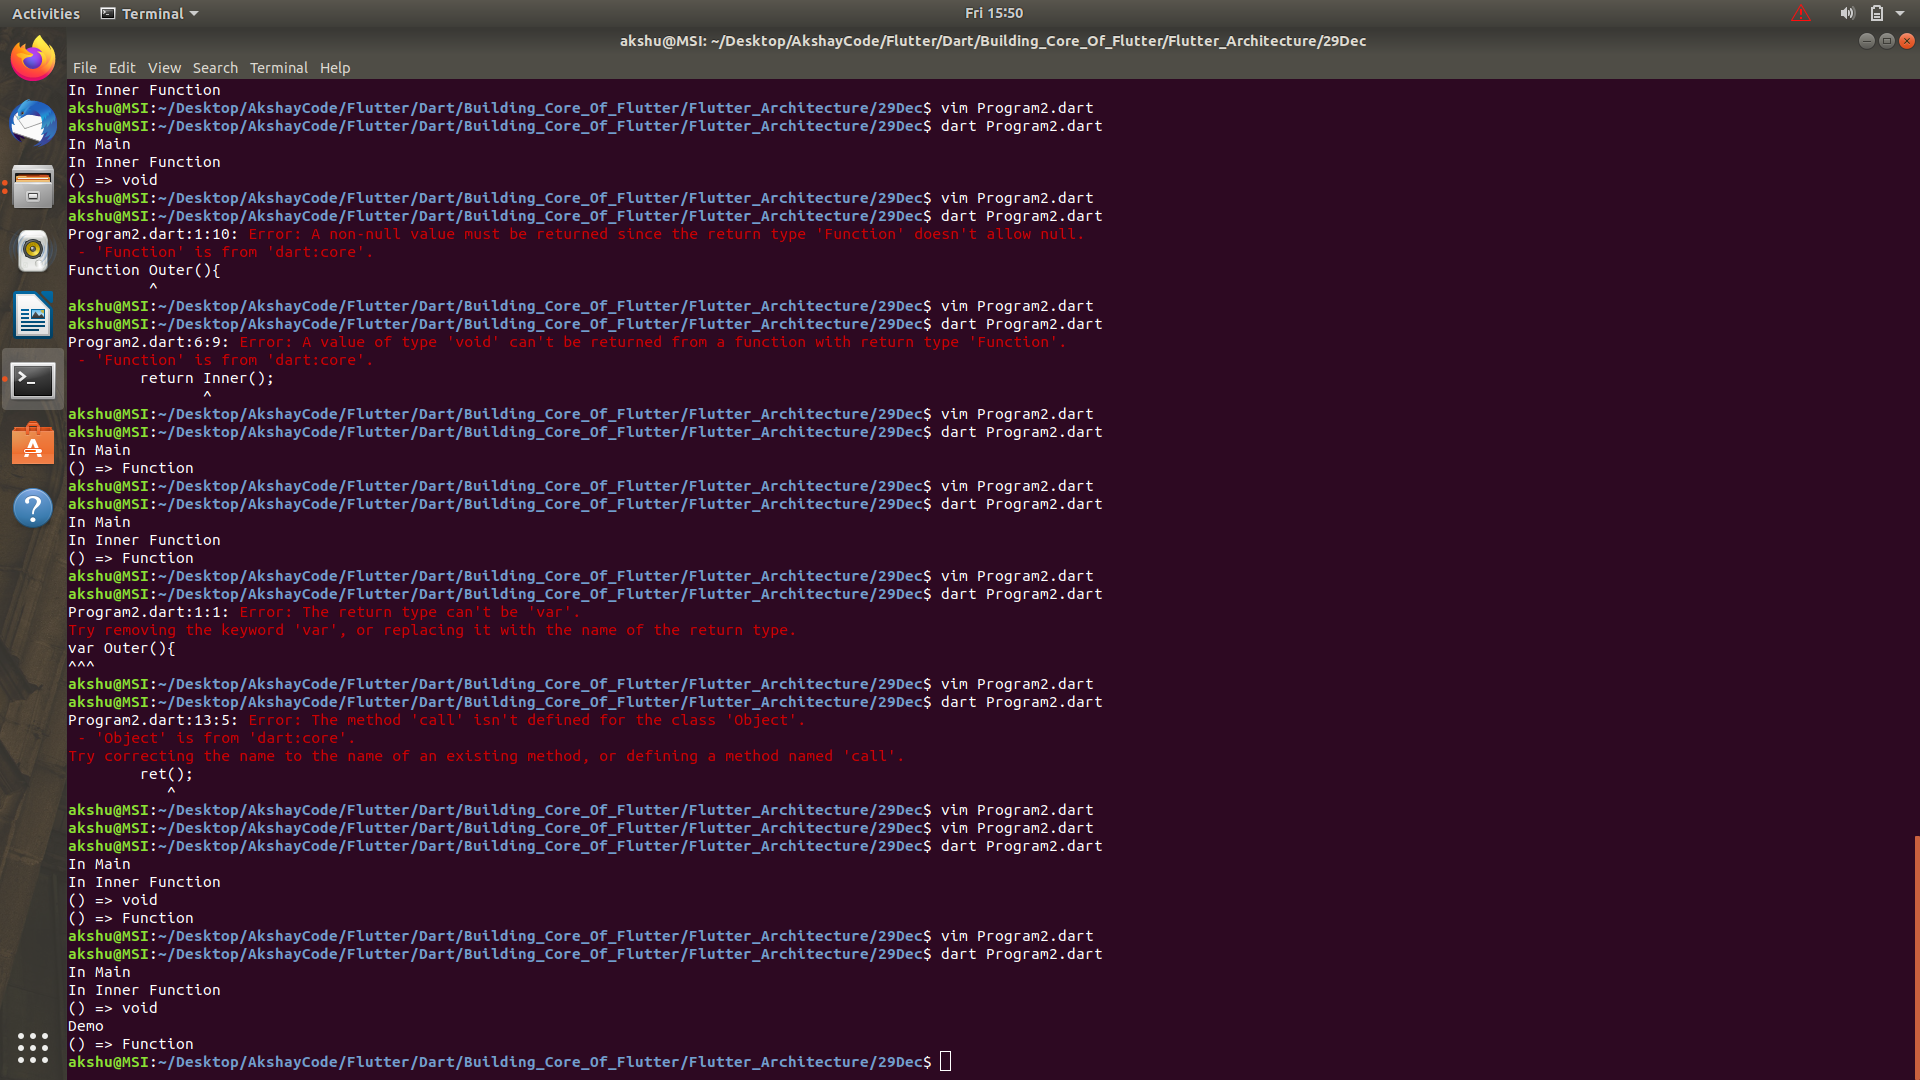 Activities Terminal Fri 15:50
akshu@MSI: ~/Desktop/AkshayCode/Flutter/Dart/Building_Core_Of_Flutter/Flutter_Architecture/29Dec
File Edit View Search Terminal Help
In Inner Function
akshu@MSI:~/Desktop/AkshayCode/Flutter/Dart/Building_Core_Of_Flutter/Flutter_Architecture/29Dec$ vim Program2.dart
akshu@MSI:~/Desktop/AkshayCode/Flutter/Dart/Building_Core_Of_Flutter/Flutter_Architecture/29Dec$ dart Program2.dart
In Main
In Inner Function
() => void
akshu@MSI:~/Desktop/AkshayCode/Flutter/Dart/Building_Core_Of_Flutter/Flutter_Architecture/29Dec$ vim Program2.dart
akshu@MSI:~/Desktop/AkshayCode/Flutter/Dart/Building_Core_Of_Flutter/Flutter_Architecture/29Dec$ dart Program2.dart
Program2.dart:1:10: Error: A non-null value must be returned since the return type 'Function' doesn't allow null.
 - 'Function' is from 'dart:core'.
Function Outer(){
         ^
akshu@MSI:~/Desktop/AkshayCode/Flutter/Dart/Building_Core_Of_Flutter/Flutter_Architecture/29Dec$ vim Program2.dart
akshu@MSI:~/Desktop/AkshayCode/Flutter/Dart/Building_Core_Of_Flutter/Flutter_Architecture/29Dec$ dart Program2.dart
Program2.dart:6:9: Error: A value of type 'void' can't be returned from a function with return type 'Function'.
 - 'Function' is from 'dart:core'.
        return Inner();
               ^
akshu@MSI:~/Desktop/AkshayCode/Flutter/Dart/Building_Core_Of_Flutter/Flutter_Architecture/29Dec$ vim Program2.dart
akshu@MSI:~/Desktop/AkshayCode/Flutter/Dart/Building_Core_Of_Flutter/Flutter_Architecture/29Dec$ dart Program2.dart
In Main
() => Function
akshu@MSI:~/Desktop/AkshayCode/Flutter/Dart/Building_Core_Of_Flutter/Flutter_Architecture/29Dec$ vim Program2.dart
akshu@MSI:~/Desktop/AkshayCode/Flutter/Dart/Building_Core_Of_Flutter/Flutter_Architecture/29Dec$ dart Program2.dart
In Main
In Inner Function
() => Function
akshu@MSI:~/Desktop/AkshayCode/Flutter/Dart/Building_Core_Of_Flutter/Flutter_Architecture/29Dec$ vim Program2.dart
akshu@MSI:~/Desktop/AkshayCode/Flutter/Dart/Building_Core_Of_Flutter/Flutter_Architecture/29Dec$ dart Program2.dart
Program2.dart:1:1: Error: The return type can't be 'var'.
Try removing the keyword 'var', or replacing it with the name of the return type.
var Outer(){
^^^
akshu@MSI:~/Desktop/AkshayCode/Flutter/Dart/Building_Core_Of_Flutter/Flutter_Architecture/29Dec$ vim Program2.dart
akshu@MSI:~/Desktop/AkshayCode/Flutter/Dart/Building_Core_Of_Flutter/Flutter_Architecture/29Dec$ dart Program2.dart
Program2.dart:13:5: Error: The method 'call' isn't defined for the class 'Object'.
 - 'Object' is from 'dart:core'.
Try correcting the name to the name of an existing method, or defining a method named 'call'.
        ret();
           ^
akshu@MSI:~/Desktop/AkshayCode/Flutter/Dart/Building_Core_Of_Flutter/Flutter_Architecture/29Dec$ vim Program2.dart
akshu@MSI:~/Desktop/AkshayCode/Flutter/Dart/Building_Core_Of_Flutter/Flutter_Architecture/29Dec$ vim Program2.dart
akshu@MSI:~/Desktop/AkshayCode/Flutter/Dart/Building_Core_Of_Flutter/Flutter_Architecture/29Dec$ dart Program2.dart
In Main
In Inner Function
() => void
() => Function
akshu@MSI:~/Desktop/AkshayCode/Flutter/Dart/Building_Core_Of_Flutter/Flutter_Architecture/29Dec$ vim Program2.dart
akshu@MSI:~/Desktop/AkshayCode/Flutter/Dart/Building_Core_Of_Flutter/Flutter_Architecture/29Dec$ dart Program2.dart
In Main
In Inner Function
() => void
Demo
() => Function
akshu@MSI:~/Desktop/AkshayCode/Flutter/Dart/Building_Core_Of_Flutter/Flutter_Architecture/29Dec$